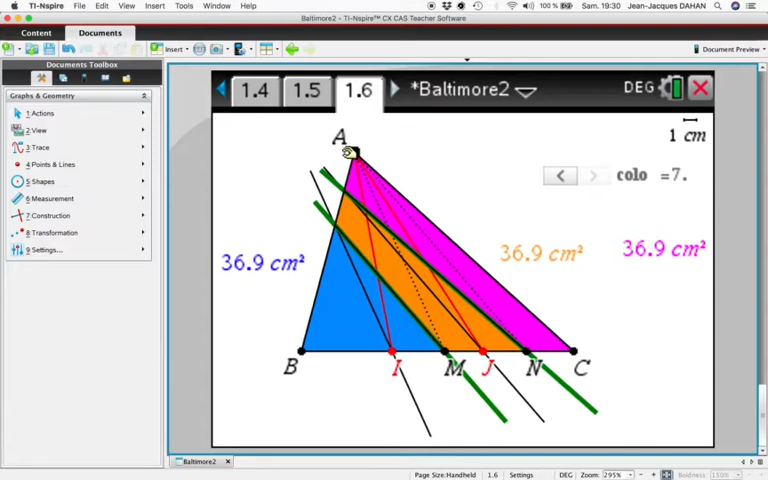 TI-Nspire File Edit View Insert Tools Window Help 100 % Sam. 19:30 Jean-Jacques DAHAN
Baltimore2 - TI-Nspire™ CX CAS Teacher Software
Content Documents
Insert Document Preview
Documents Toolbox
Graphs & Geometry
1 Actions
2 View
3 Trace
4 Points & Lines
5 Shapes
6 Measurement
7 Construction
8 Transformation
9 Settings...
1.4 1.5 1.6 *Baltimore2 DEG
1 cm
A
colo =7.
36.9 cm²
36.9 cm²
36.9 cm²
B I M J N C
Baltimore2
Page Size:Handheld 1.6 Settings DEG Zoom: 295% Boldness: 150%